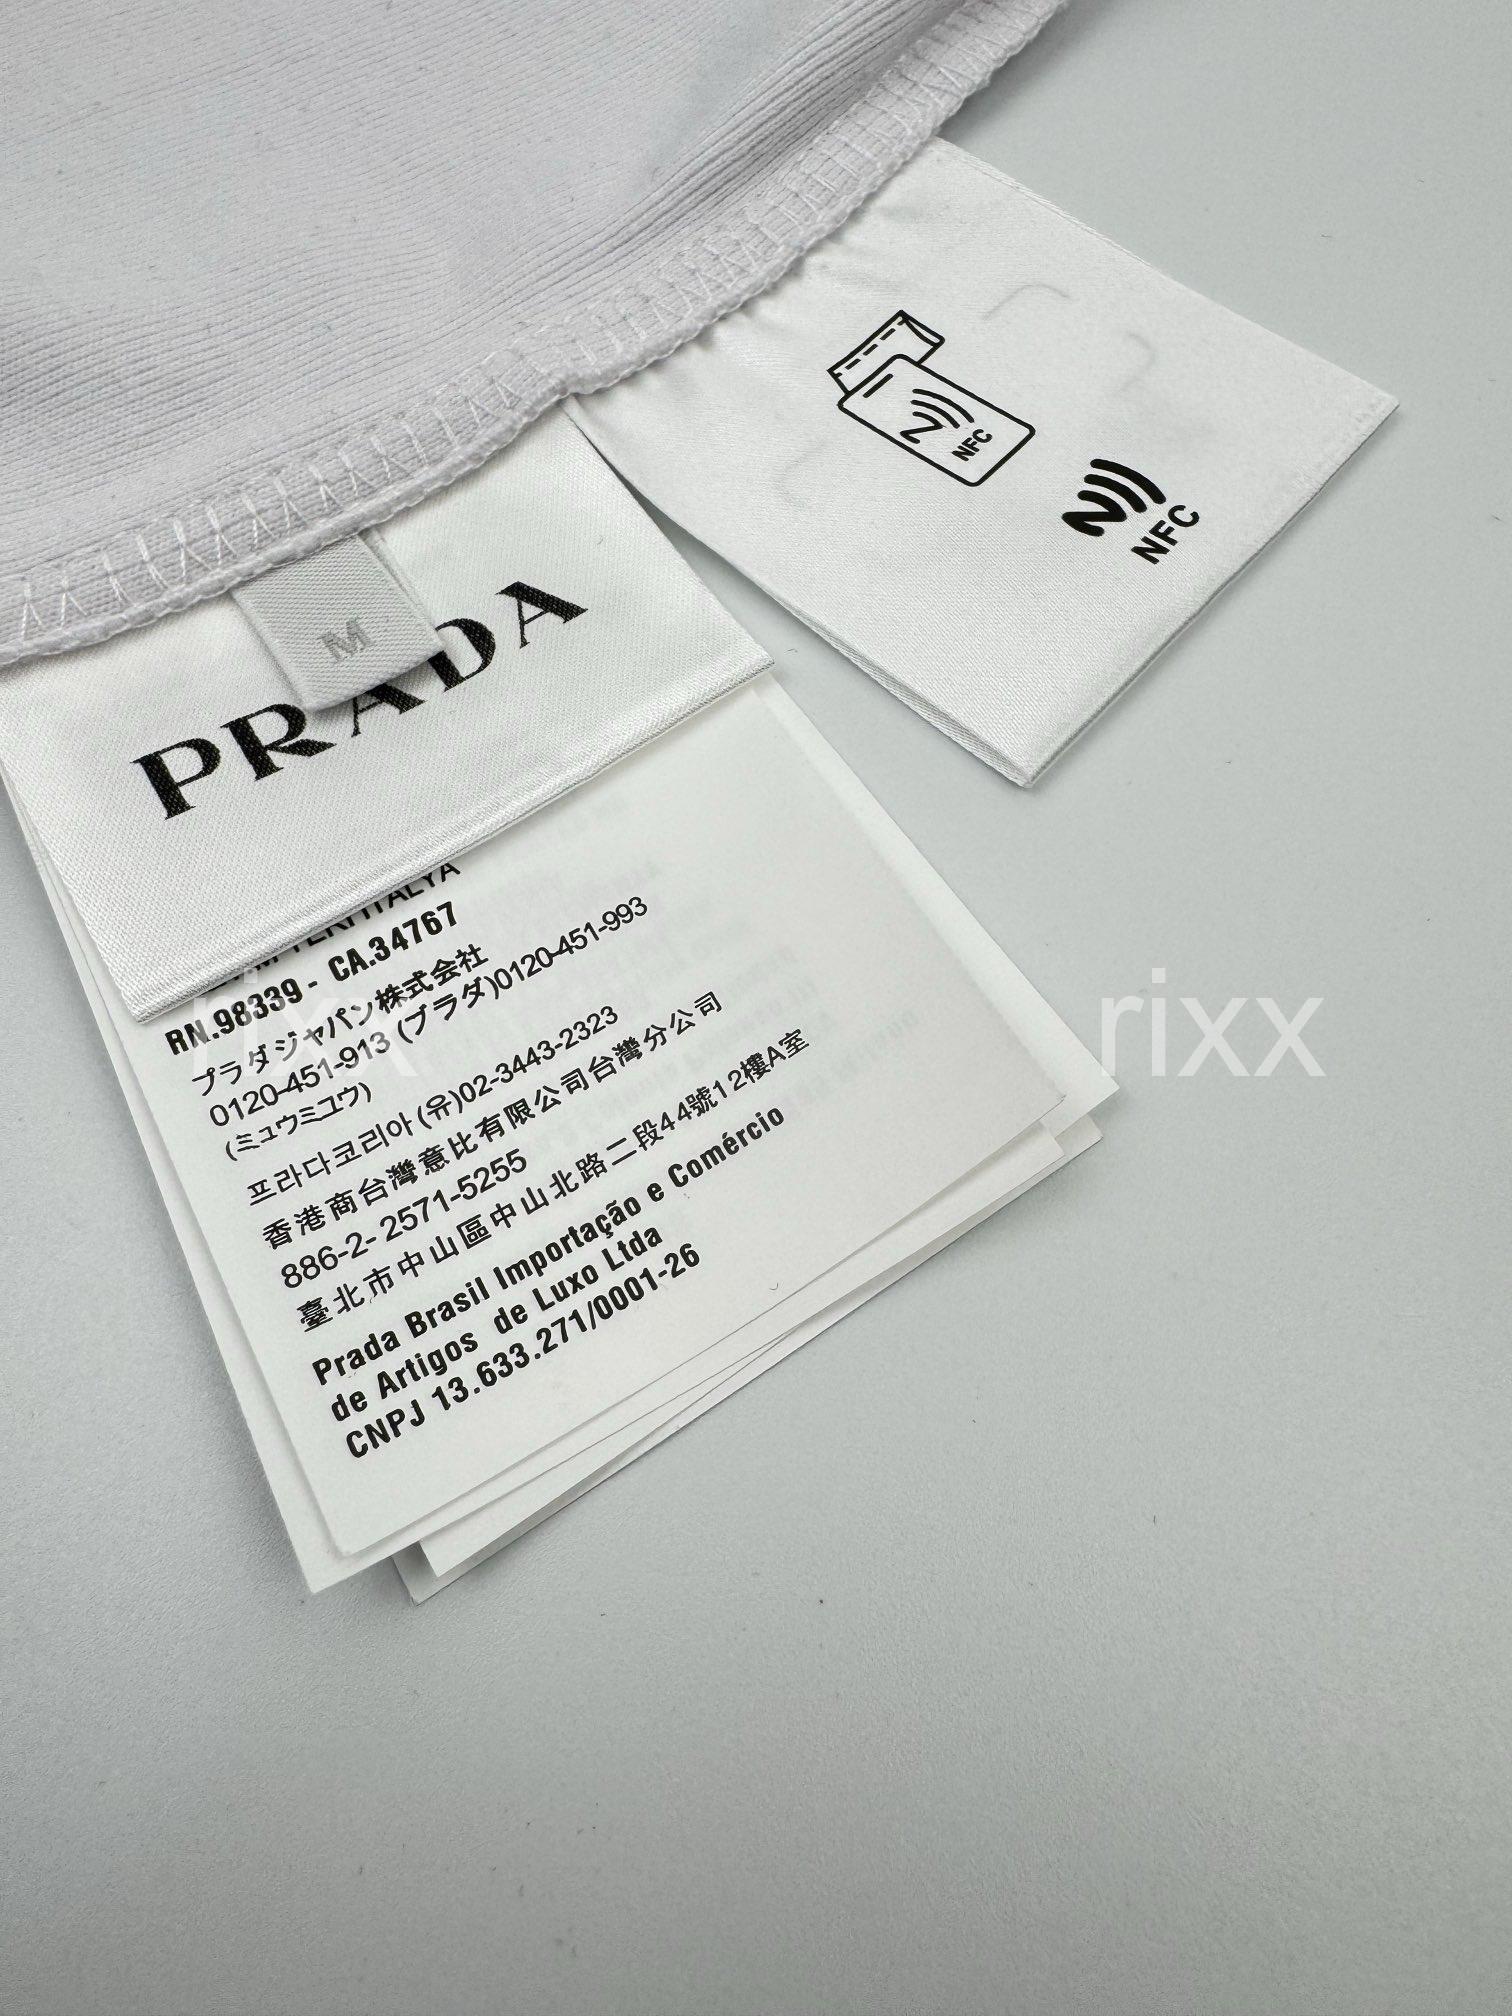 NFC
NFC
M
PRADA
RN.98339 - CA.34767
プラダジャパン株式会社
0120-451-913 (プラダ)0120-451-993
(ミュウミュウ)
프라다코리아 (유)02-3443-2323
香港商台灣意比有限公司台灣分公司
886-2- 2571-5255
臺北市中山區中山北路二段44號12樓A室
Prada Brasil Importação e Comércio
de Artigos de Luxo Ltda
CNPJ 13.633.271/0001-26
rixx
rixx